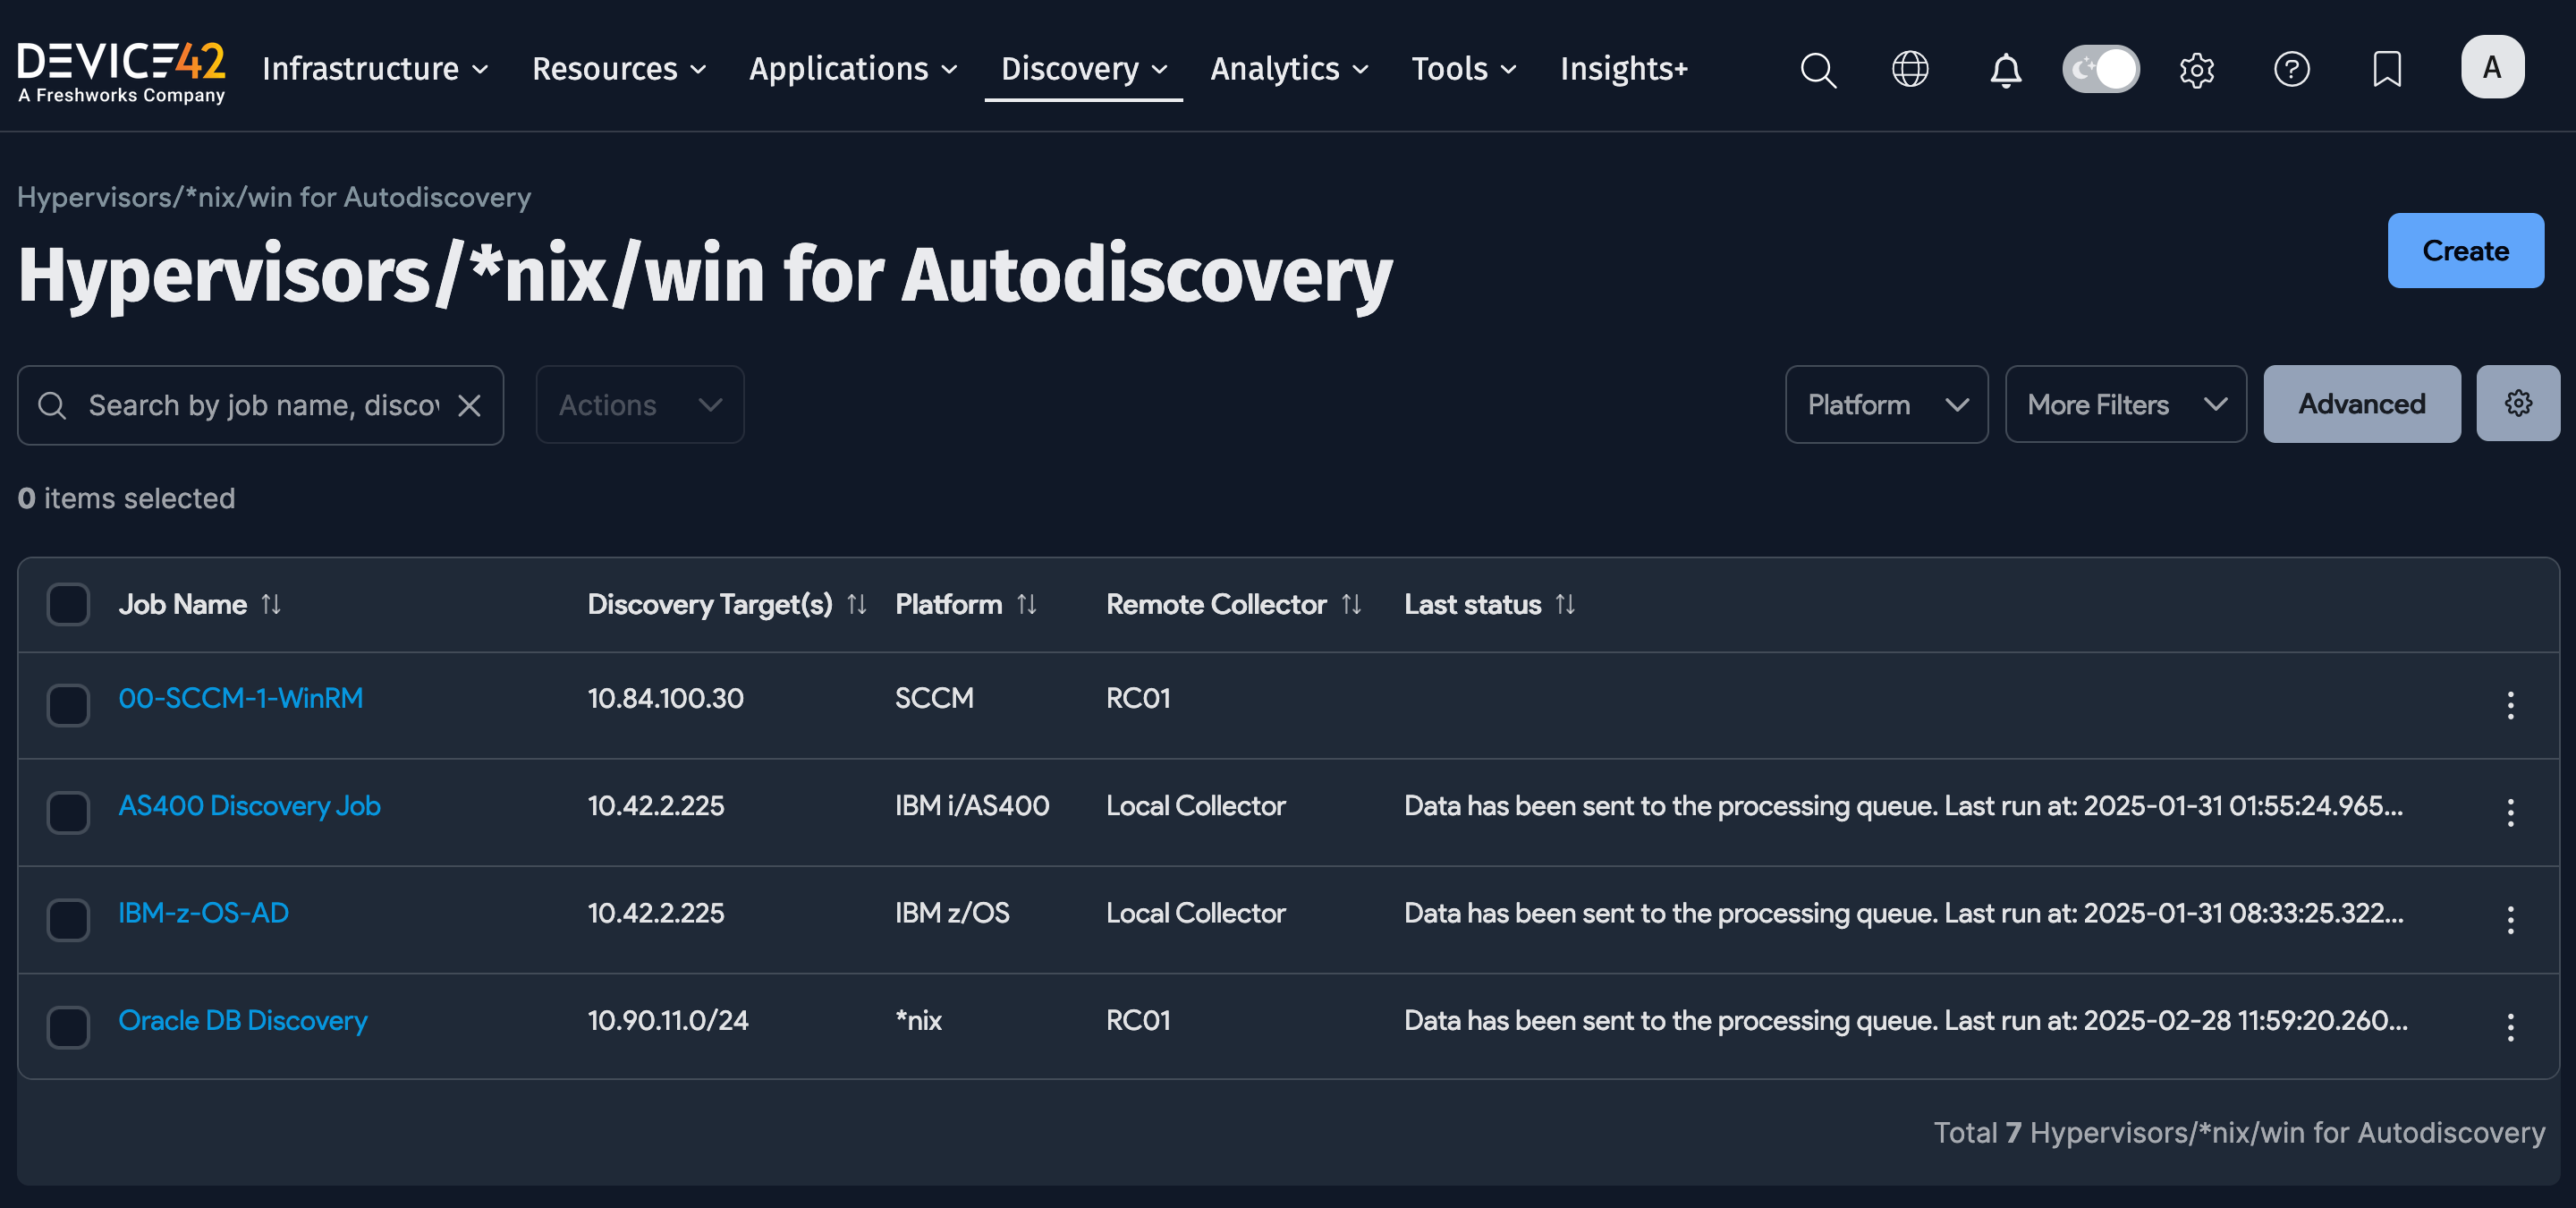 DEVICE42
A Freshworks Company
Infrastructure Resources Applications Discovery Analytics Tools Insights+
A
Hypervisors/*nix/win for Autodiscovery
Hypervisors/*nix/win for Autodiscovery
Create
Search by job name, discov
Actions
Platform
More Filters
Advanced
0 items selected
Job Name Discovery Target(s) Platform Remote Collector Last status
00-SCCM-1-WinRM 10.84.100.30 SCCM RC01
AS400 Discovery Job 10.42.2.225 IBM i/AS400 Local Collector Data has been sent to the processing queue. Last run at: 2025-01-31 01:55:24.965...
IBM-z-OS-AD 10.42.2.225 IBM z/OS Local Collector Data has been sent to the processing queue. Last run at: 2025-01-31 08:33:25.322...
Oracle DB Discovery 10.90.11.0/24 *nix RC01 Data has been sent to the processing queue. Last run at: 2025-02-28 11:59:20.260...
Total 7 Hypervisors/*nix/win for Autodiscovery